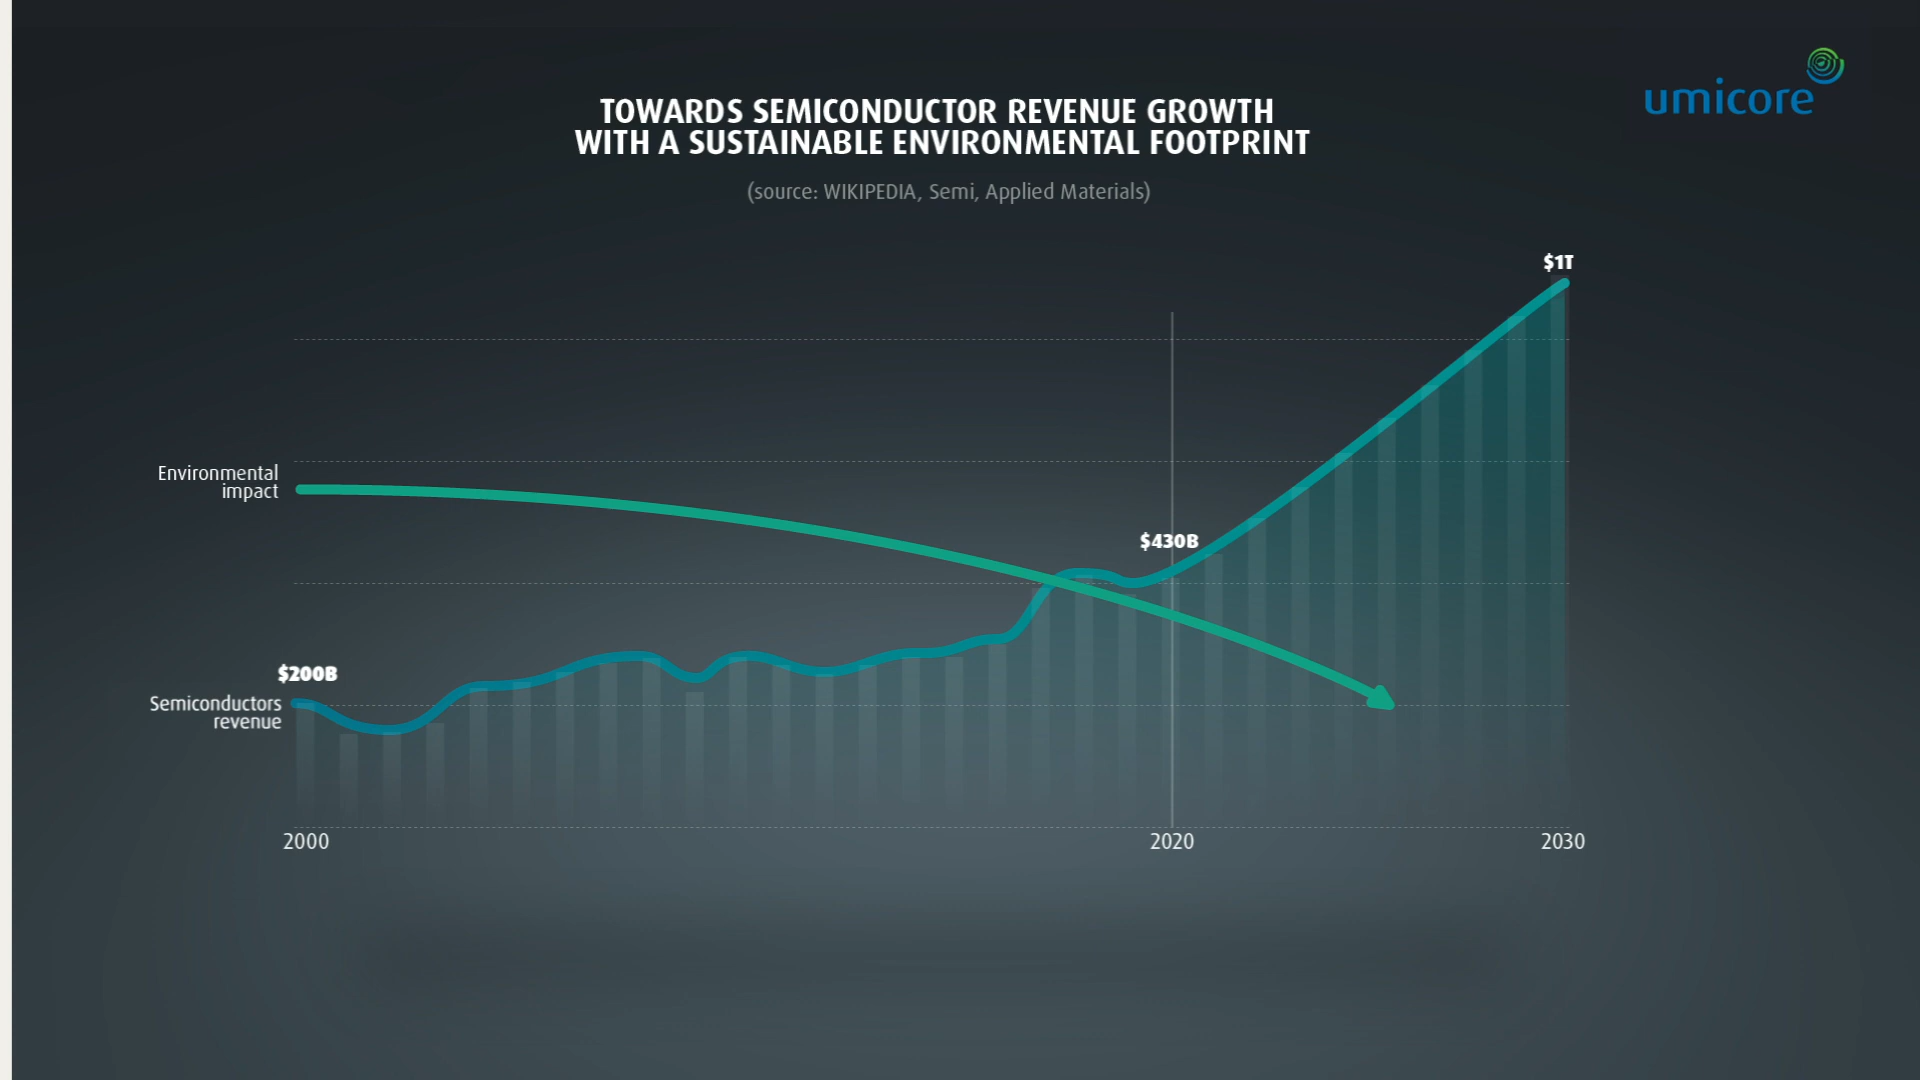 umicore
TOWARDS SEMICONDUCTOR REVENUE GROWTH
WITH A SUSTAINABLE ENVIRONMENTAL FOOTPRINT
(source: WIKIPEDIA, Semi, Applied Materials)
$1T
Environmental
impact
$430B
$200B
Semiconductors
revenue
2000
2020
2030